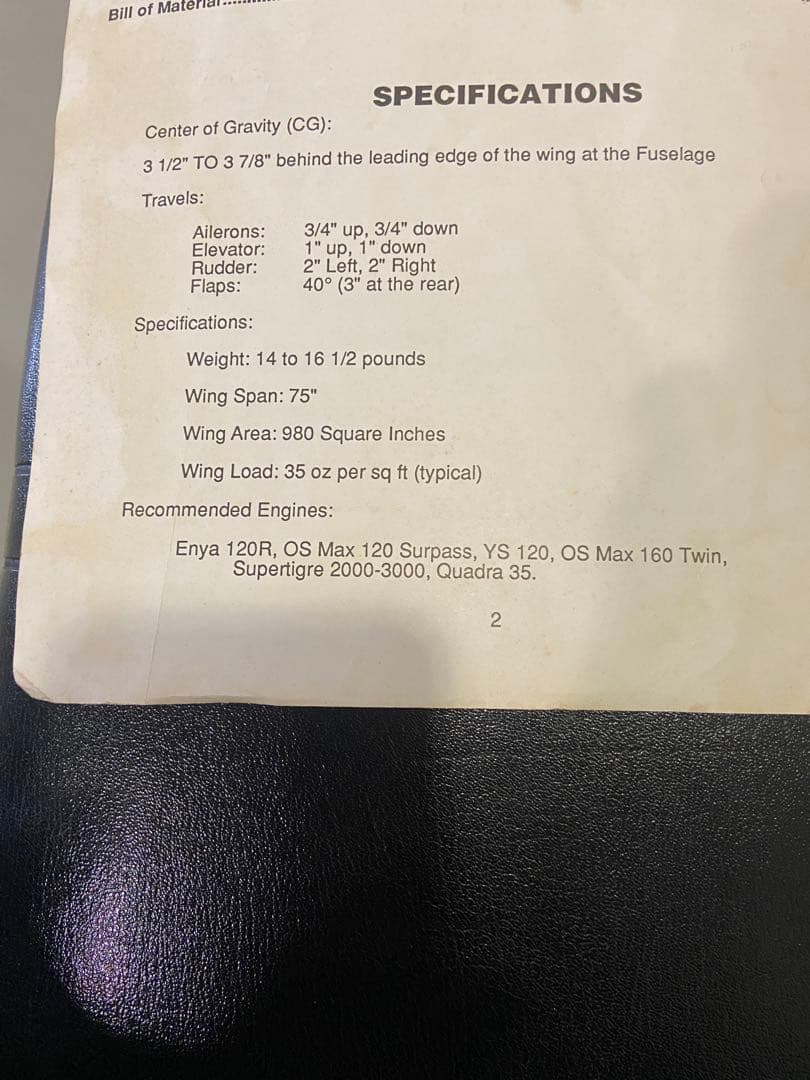 Bill of Material............
SPECIFICATIONS
Center of Gravity (CG):
3 1/2" TO 3 7/8" behind the leading edge of the wing at the Fuselage
Travels:
Ailerons: 3/4" up, 3/4" down
Elevator: 1" up, 1" down
Rudder: 2" Left, 2" Right
Flaps: 40° (3" at the rear)
Specifications:
Weight: 14 to 16 1/2 pounds
Wing Span: 75"
Wing Area: 980 Square Inches
Wing Load: 35 oz per sq ft (typical)
Recommended Engines:
Enya 120R, OS Max 120 Surpass, YS 120, OS Max 160 Twin,
Supertigre 2000-3000, Quadra 35.
2